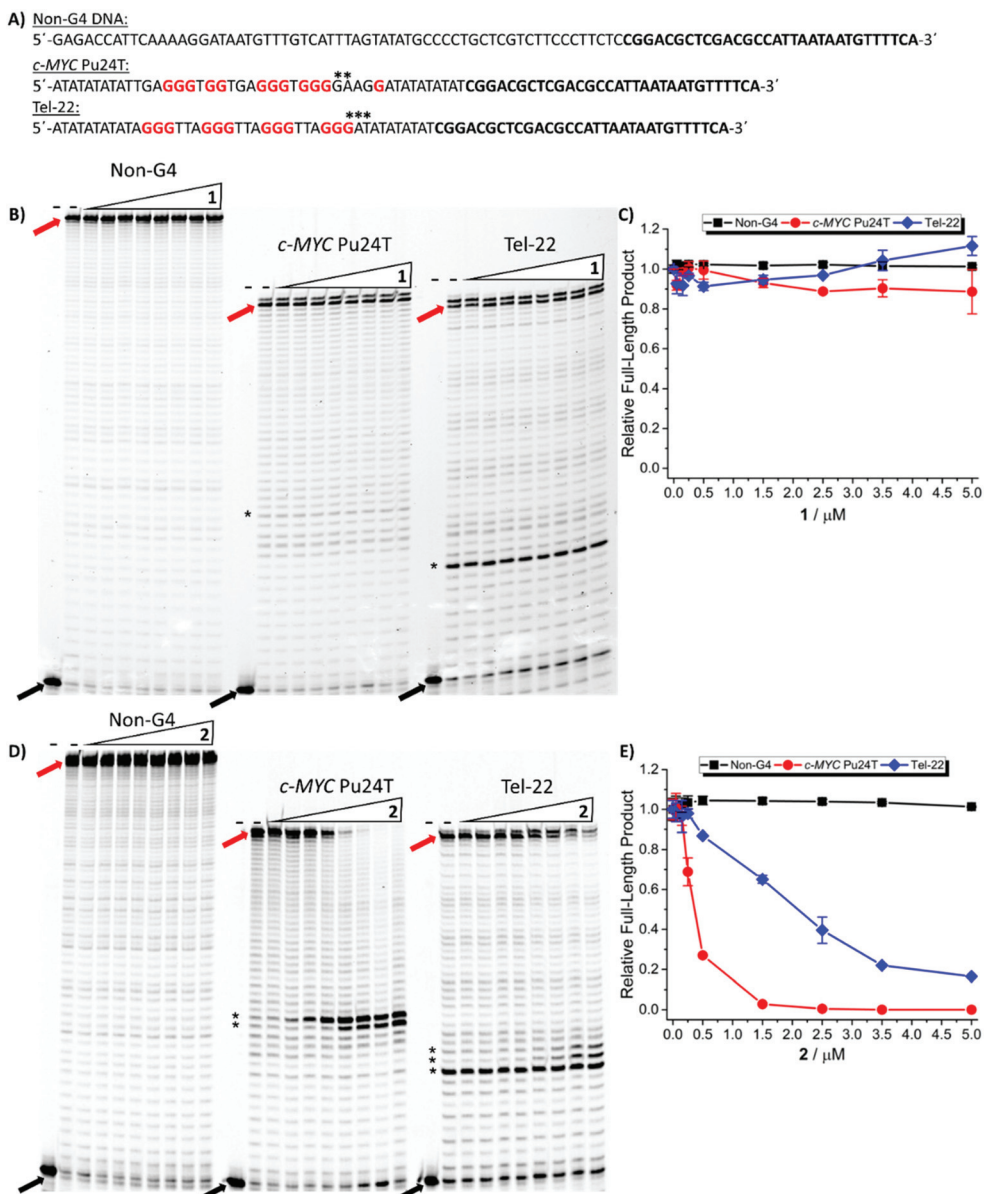 A) Non-G4 DNA:
5´-GAGACCATTCAAAAGGATAATGTTTGTCATTTAGTATATGCCCCTGCTCGTCTTCCCTTCTCCGGACGCTCGACGCCATTAATAATGTTTTCA-3´
c-MYC Pu24T:
**
5´-ATATATATATTGAGGGTGGTGAGGGTGGGGAAGGATATATATATCGGACGCTCGACGCCATTAATAATGTTTTCA-3´
Tel-22:
***
5´-ATATATATATAGGGTTAGGGTTAGGGTTAGGGATATATATATCGGACGCTCGACGCCATTAATAATGTTTTCA-3´
B)
Non-G4
- -
1
c-MYC Pu24T
- -
1
*
Tel-22
- -
1
*
C)
Non-G4 c-MYC Pu24T Tel-22
1.2
1.0
0.8
0.6
0.4
0.2
0.0
Relative Full-Length Product
0.0 0.5 1.0 1.5 2.0 2.5 3.0 3.5 4.0 4.5 5.0
1 / µM
D)
Non-G4
- -
2
c-MYC Pu24T
- -
2
*
*
Tel-22
- -
2
*
*
*
E)
Non-G4 c-MYC Pu24T Tel-22
1.2
1.0
0.8
0.6
0.4
0.2
0.0
Relative Full-Length Product
0.0 0.5 1.0 1.5 2.0 2.5 3.0 3.5 4.0 4.5 5.0
2 / µM